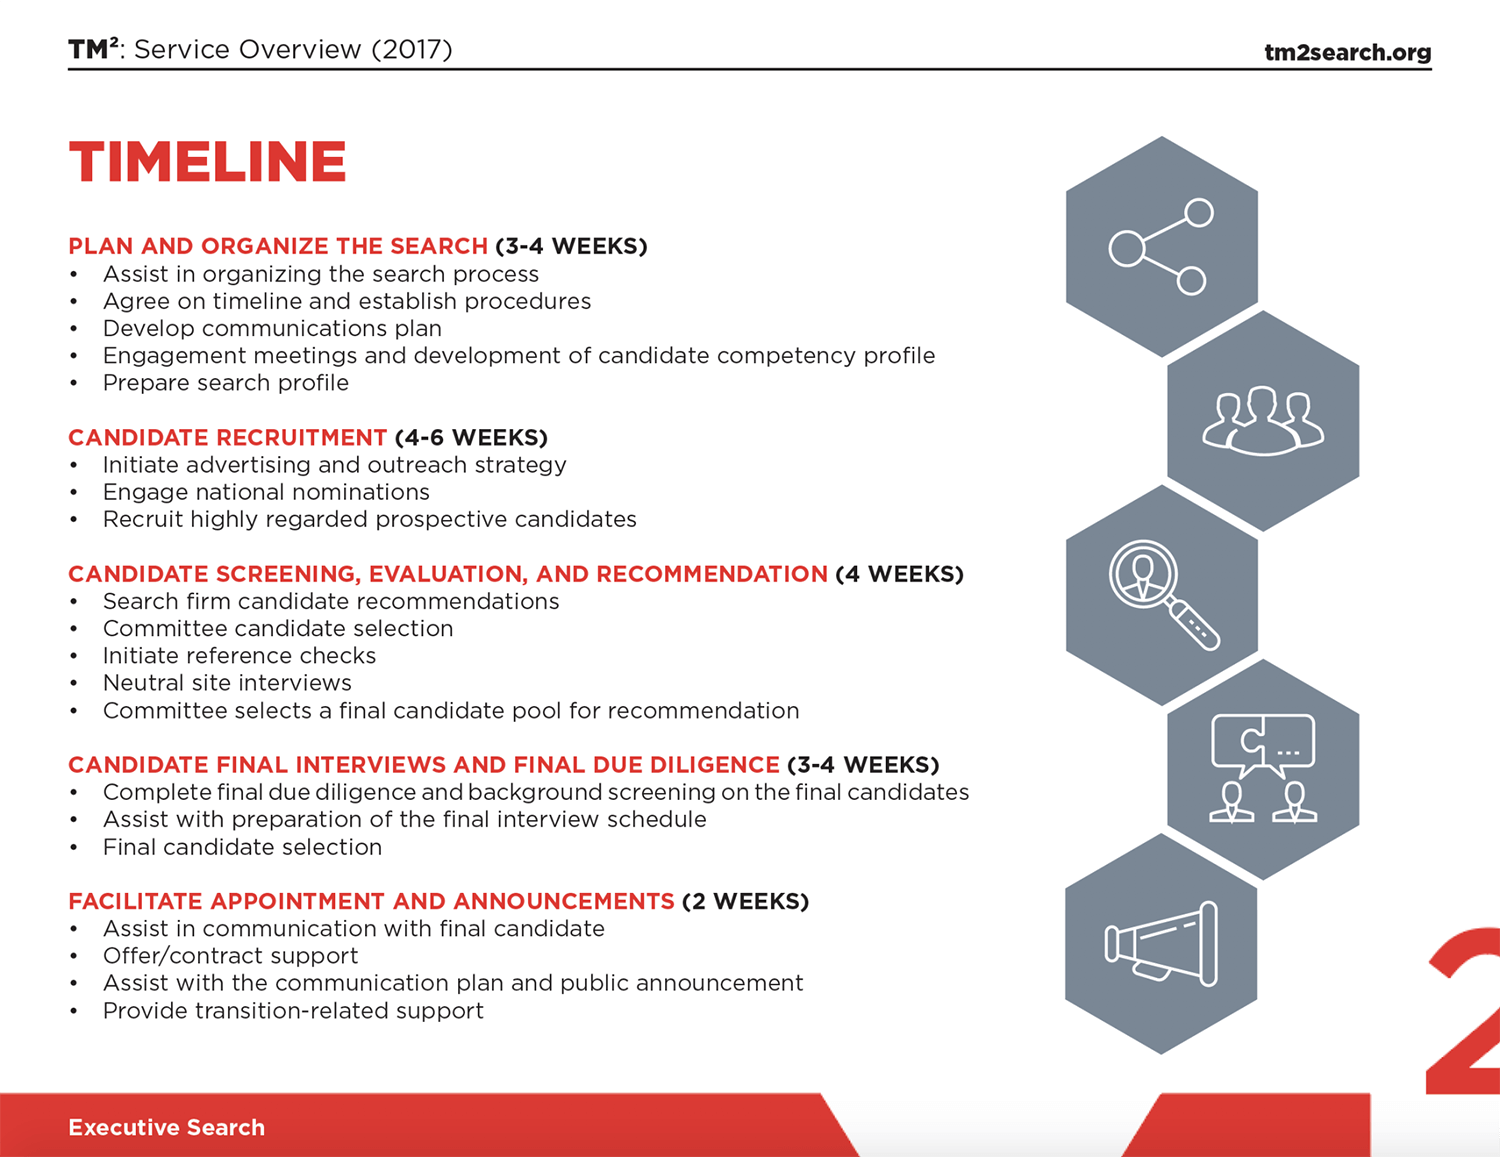 TM²: Service Overview (2017)
tm2search.org
TIMELINE
PLAN AND ORGANIZE THE SEARCH (3-4 WEEKS)
• Assist in organizing the search process
• Agree on timeline and establish procedures
• Develop communications plan
• Engagement meetings and development of candidate competency profile
• Prepare search profile
CANDIDATE RECRUITMENT (4-6 WEEKS)
• Initiate advertising and outreach strategy
• Engage national nominations
• Recruit highly regarded prospective candidates
CANDIDATE SCREENING, EVALUATION, AND RECOMMENDATION (4 WEEKS)
• Search firm candidate recommendations
• Committee candidate selection
• Initiate reference checks
• Neutral site interviews
• Committee selects a final candidate pool for recommendation
CANDIDATE FINAL INTERVIEWS AND FINAL DUE DILIGENCE (3-4 WEEKS)
• Complete final due diligence and background screening on the final candidates
• Assist with preparation of the final interview schedule
• Final candidate selection
FACILITATE APPOINTMENT AND ANNOUNCEMENTS (2 WEEKS)
• Assist in communication with final candidate
• Offer/contract support
• Assist with the communication plan and public announcement
• Provide transition-related support
2
Executive Search